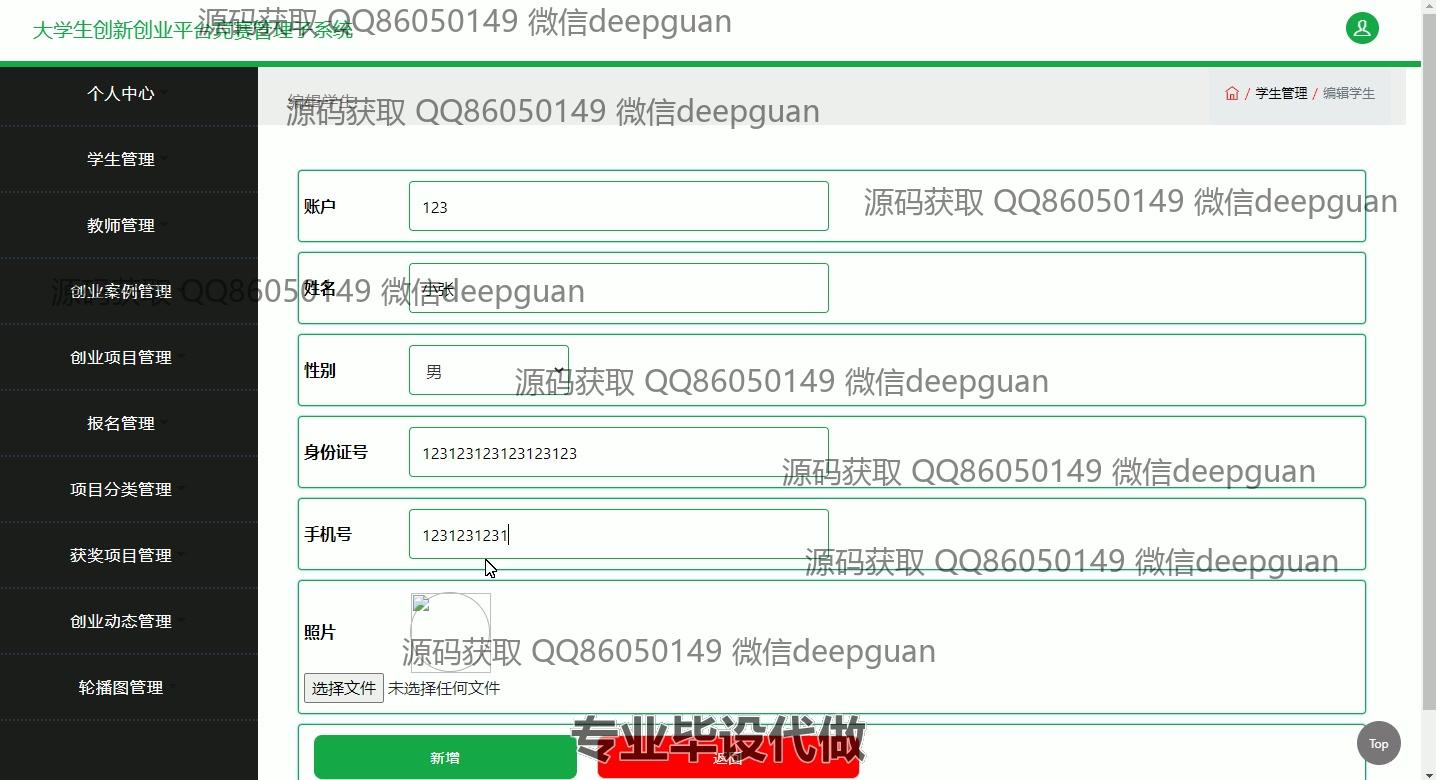 大学生创新创业平台竞赛管理子系统
源码获取 QQ86050149 微信deepguan
个人中心
学生管理
教师管理
创业案例管理
创业项目管理
报名管理
项目分类管理
获奖项目管理
创业动态管理
轮播图管理
编辑学生
源码获取 QQ86050149 微信deepguan
/ 学生管理 / 编辑学生
账户 123
源码获取 QQ86050149 微信deepguan
姓名 小张
源码获取 QQ86050149 微信deepguan
性别 男
源码获取 QQ86050149 微信deepguan
身份证号 123123123123123123
源码获取 QQ86050149 微信deepguan
手机号 1231231231
源码获取 QQ86050149 微信deepguan
照片
源码获取 QQ86050149 微信deepguan
选择文件 未选择任何文件
专业毕设代做
新增 返回
Top